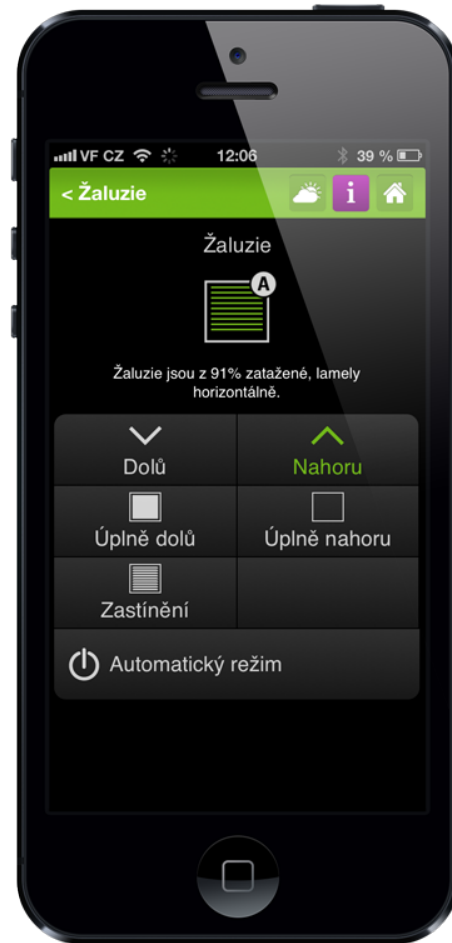 VF CZ 12:06 39 %
< Žaluzie i
Žaluzie
A
Žaluzie jsou z 91% zatažené, lamely
horizontálně.
Dolů Nahoru
Úplně dolů Úplně nahoru
Zastínění
Automatický režim